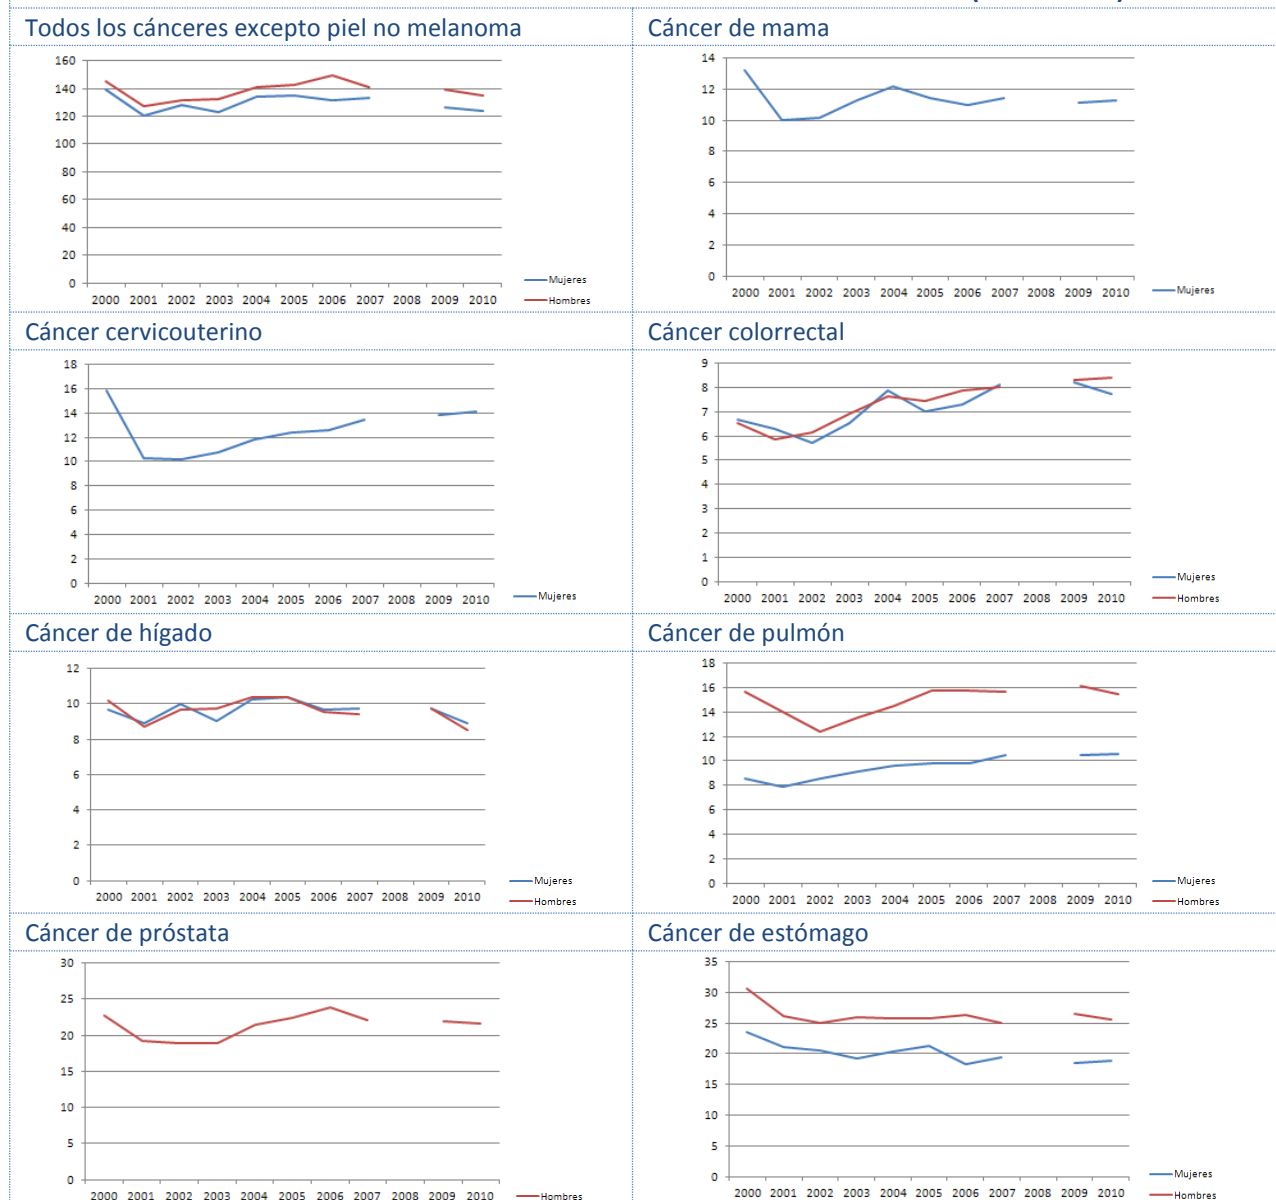 Todos los cánceres excepto piel no melanoma
160
140
120
100
80
60
40
20
0
2000 2001 2002 2003 2004 2005 2006 2007 2008 2009 2010
Mujeres
Hombres
Cáncer de mama
14
12
10
8
6
4
2
0
2000 2001 2002 2003 2004 2005 2006 2007 2008 2009 2010
Mujeres
Cáncer cervicouterino
18
16
14
12
10
8
6
4
2
0
2000 2001 2002 2003 2004 2005 2006 2007 2008 2009 2010
Mujeres
Cáncer colorrectal
9
8
7
6
5
4
3
2
1
0
2000 2001 2002 2003 2004 2005 2006 2007 2008 2009 2010
Mujeres
Hombres
Cáncer de hígado
12
10
8
6
4
2
0
2000 2001 2002 2003 2004 2005 2006 2007 2008 2009 2010
Mujeres
Hombres
Cáncer de pulmón
18
16
14
12
10
8
6
4
2
0
2000 2001 2002 2003 2004 2005 2006 2007 2008 2009 2010
Mujeres
Hombres
Cáncer de próstata
30
25
20
15
10
5
0
2000 2001 2002 2003 2004 2005 2006 2007 2008 2009 2010
Hombres
Cáncer de estómago
35
30
25
20
15
10
5
0
2000 2001 2002 2003 2004 2005 2006 2007 2008 2009 2010
Mujeres
Hombres